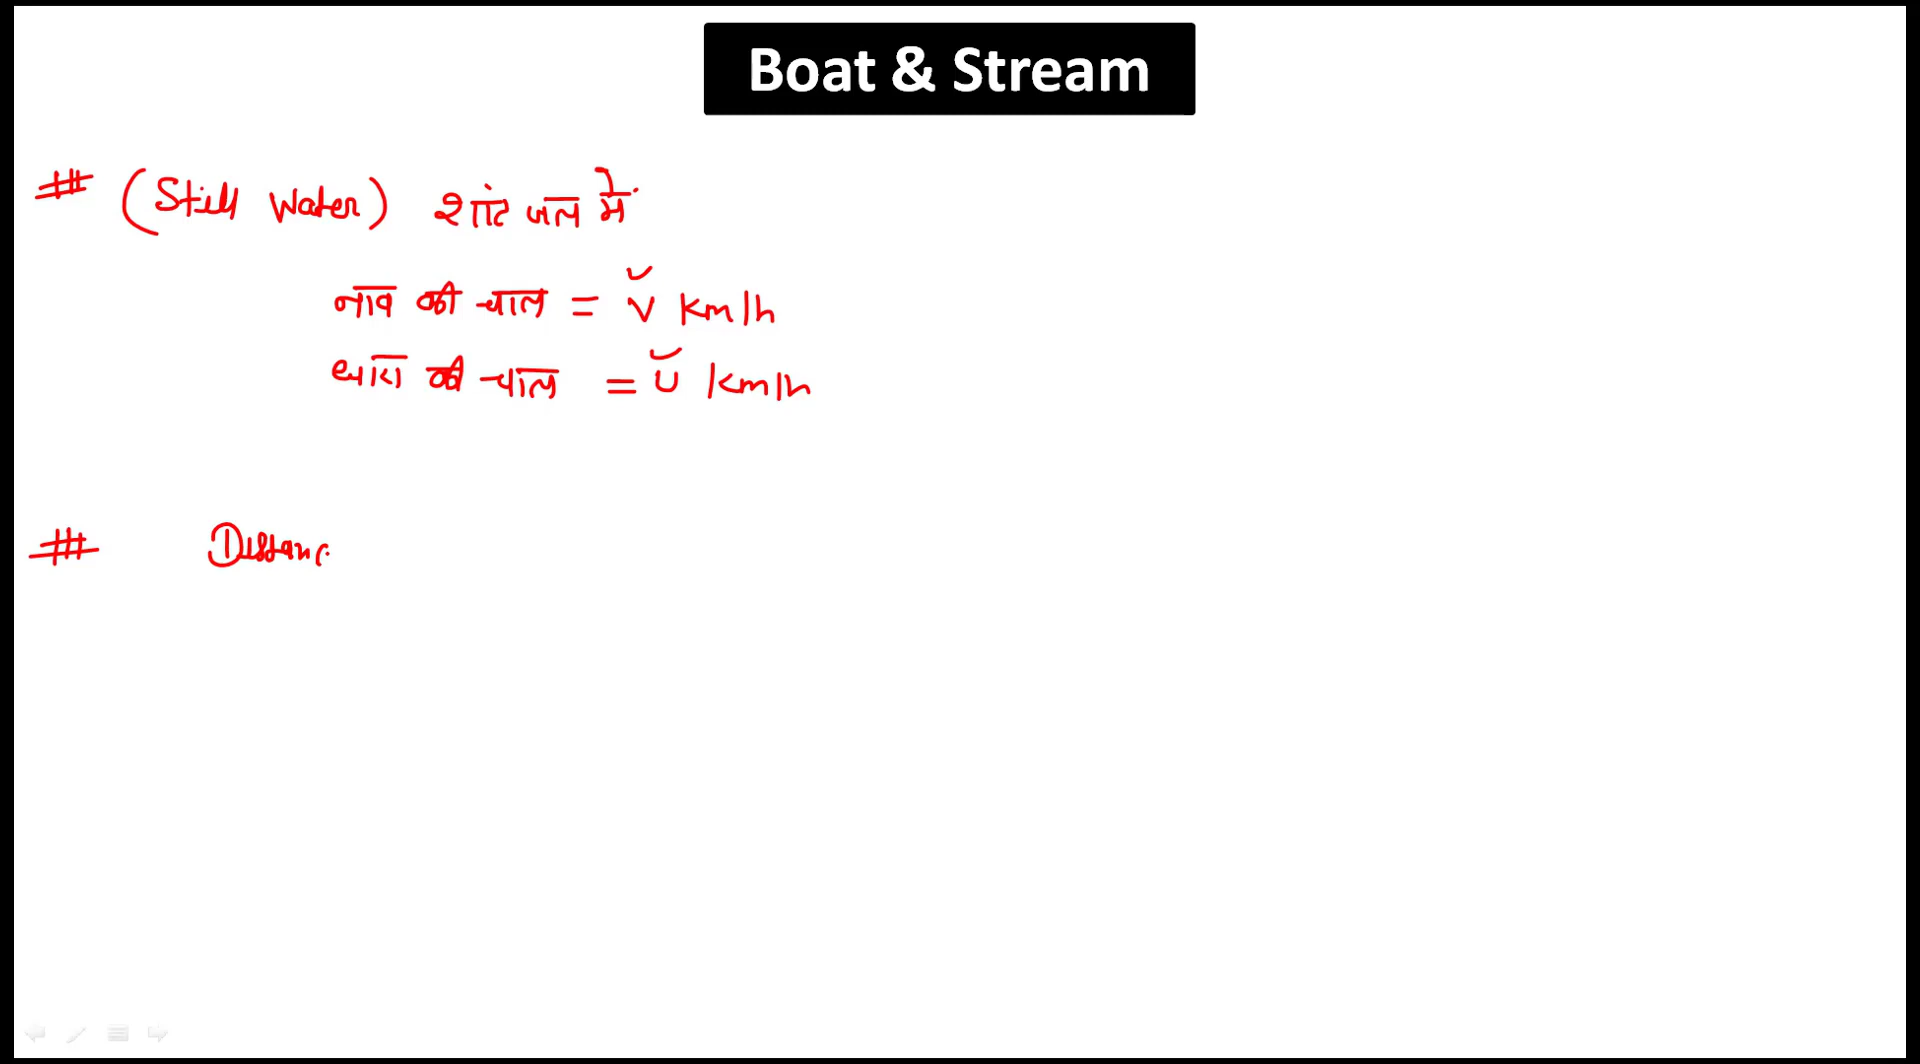 Boat & Stream
(Still Water) शांत जल में
नाव की चाल = v km/h
धारा की चाल = u km/h
Distanc